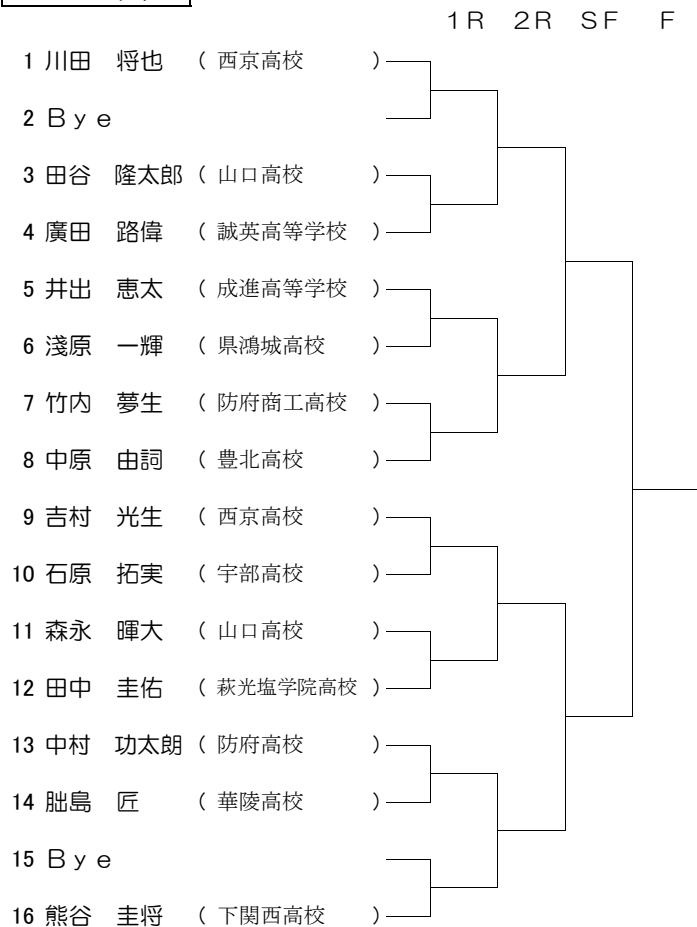 1R 2R SF F
1 川田 将也 ( 西京高校 )
2 Bye
3 田谷 隆太郎 ( 山口高校 )
4 廣田 路偉 ( 誠英高等学校 )
5 井出 恵太 ( 成進高等学校 )
6 淺原 一輝 ( 県鴻城高校 )
7 竹内 夢生 ( 防府商工高校 )
8 中原 由詞 ( 豊北高校 )
9 吉村 光生 ( 西京高校 )
10 石原 拓実 ( 宇部高校 )
11 森永 暉大 ( 山口高校 )
12 田中 圭佑 ( 萩光塩学院高校 )
13 中村 功太朗 ( 防府高校 )
14 朏島 匠 ( 華陵高校 )
15 Bye
16 熊谷 圭将 ( 下関西高校 )